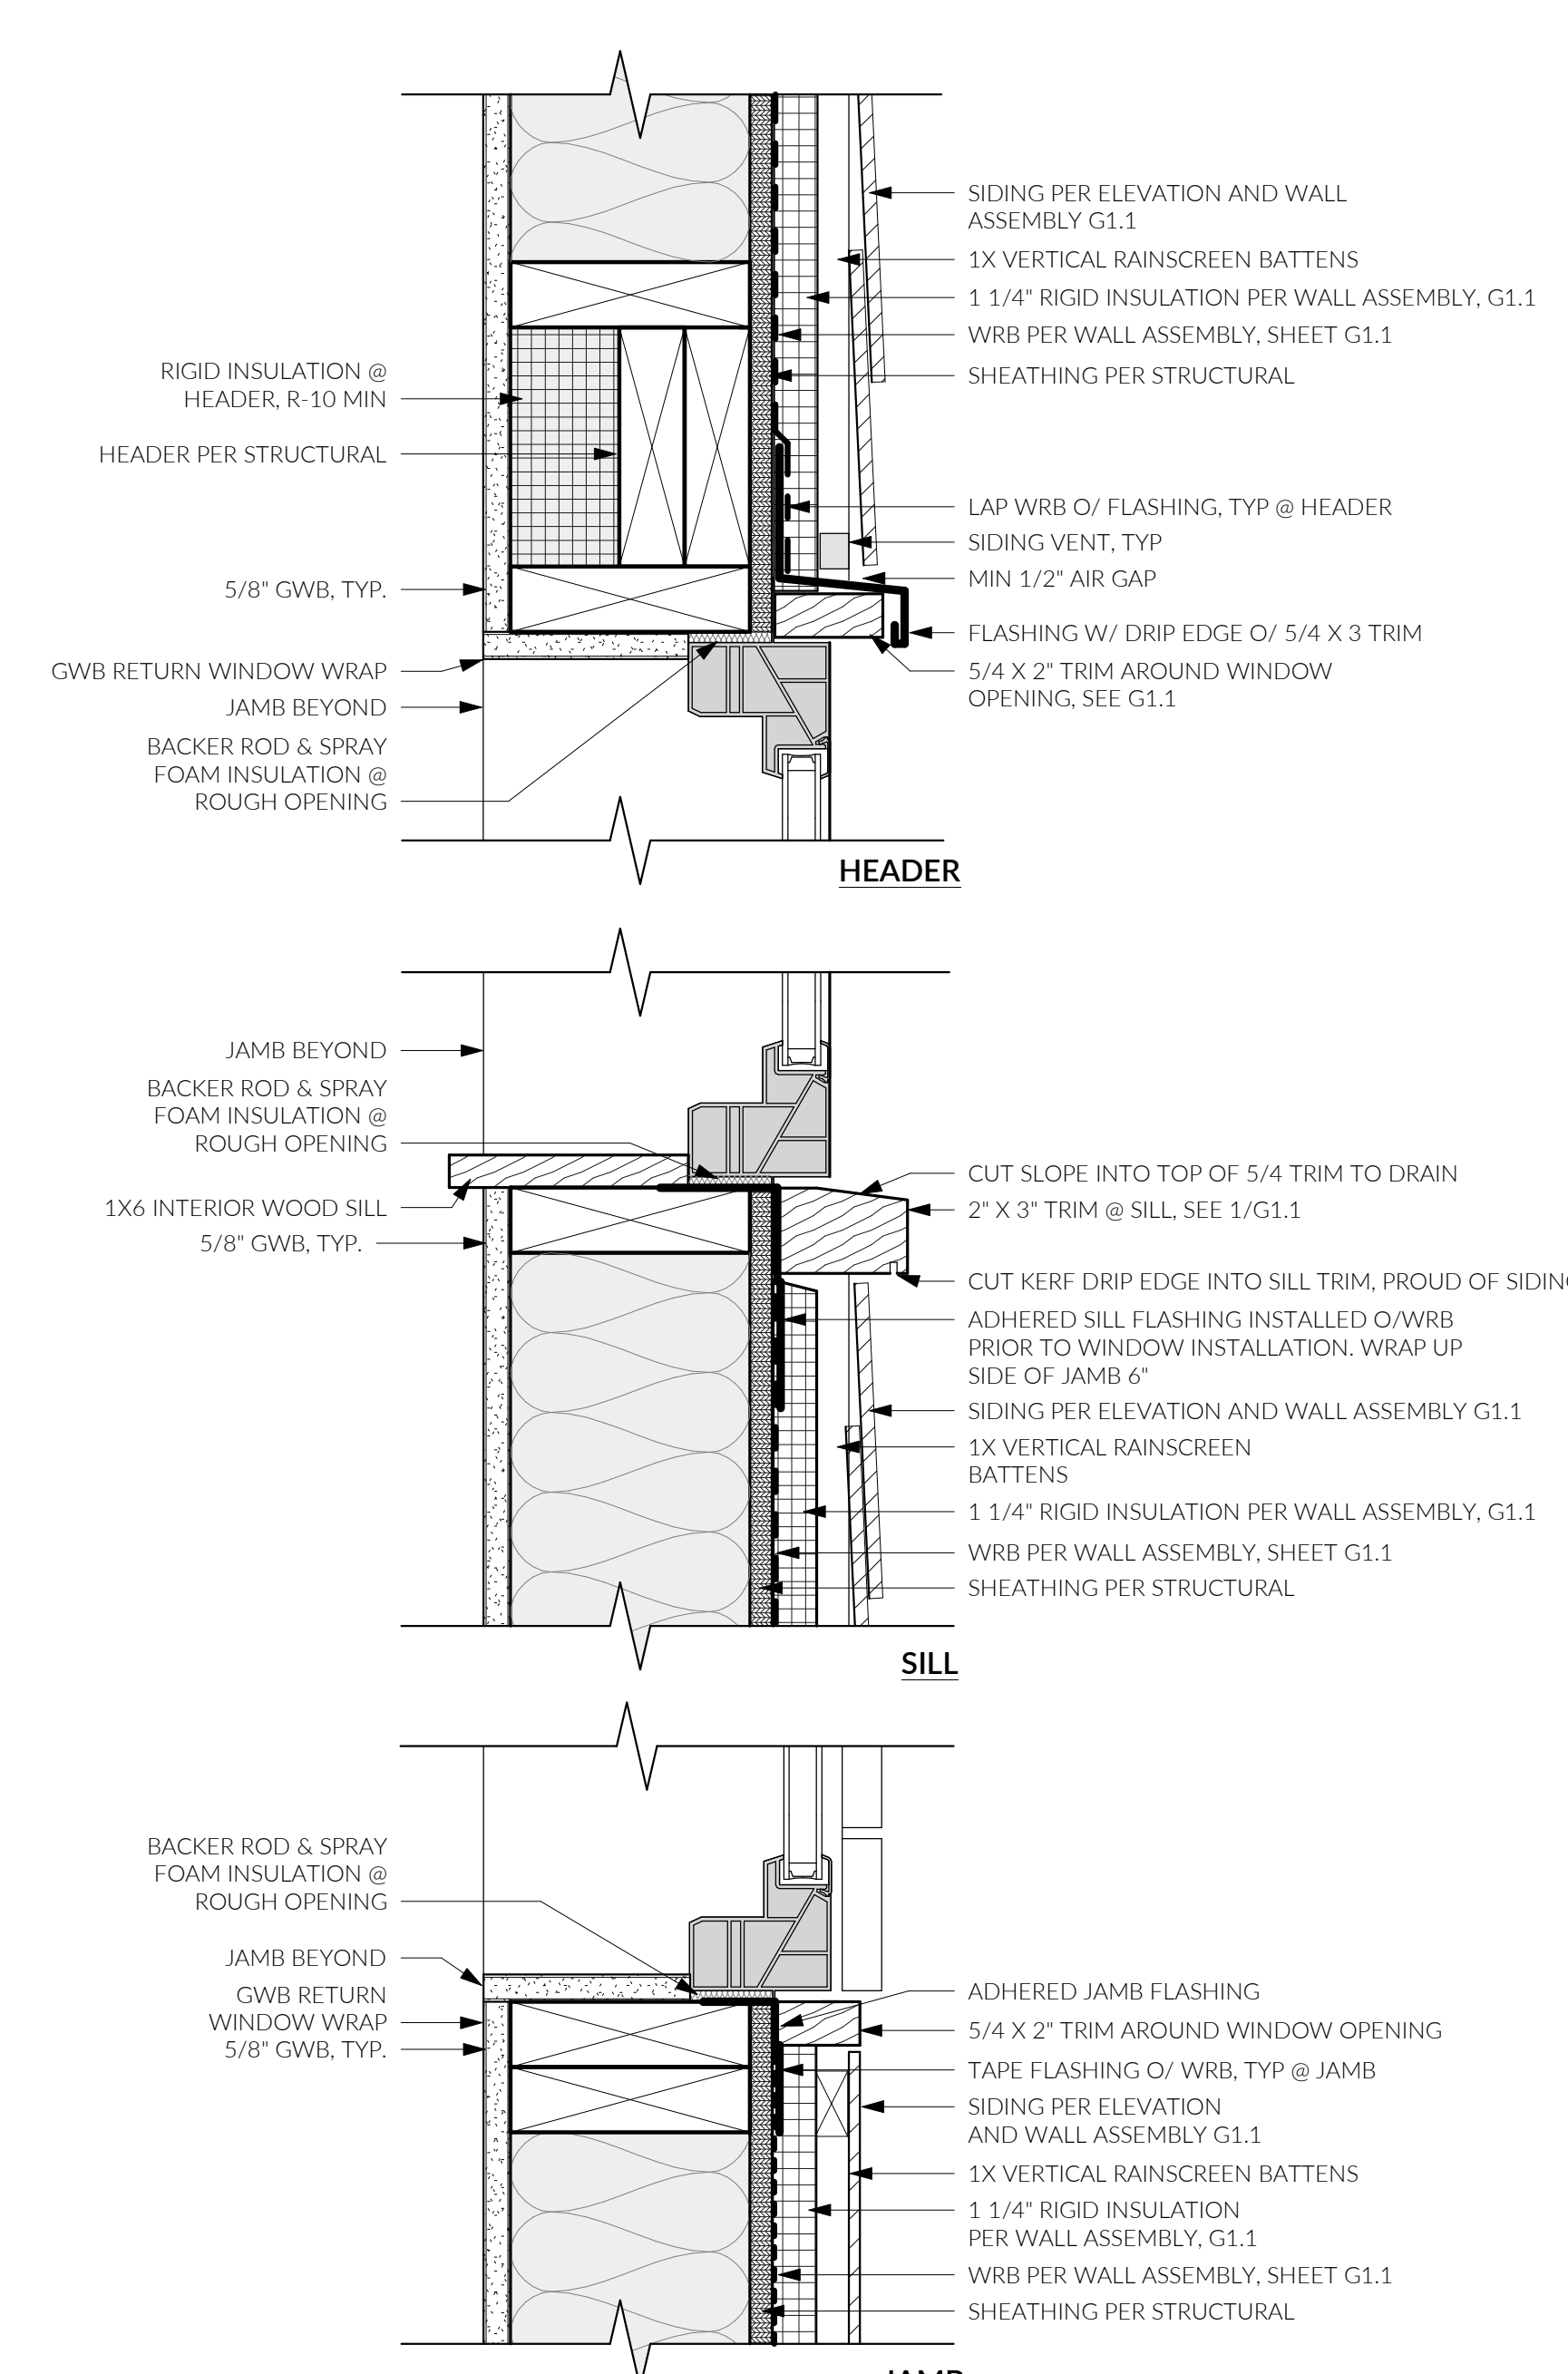 SIDING PER ELEVATION AND WALL
ASSEMBLY G1.1
1X VERTICAL RAINSCREEN BATTENS
1 1/4" RIGID INSULATION PER WALL ASSEMBLY, G1.1
WRB PER WALL ASSEMBLY, SHEET G1.1
SHEATHING PER STRUCTURAL
RIGID INSULATION @
HEADER, R-10 MIN
HEADER PER STRUCTURAL
LAP WRB O/ FLASHING, TYP @ HEADER
SIDING VENT, TYP
MIN 1/2" AIR GAP
5/8" GWB, TYP.
FLASHING W/ DRIP EDGE O/ 5/4 X 3 TRIM
GWB RETURN WINDOW WRAP
5/4 X 2" TRIM AROUND WINDOW
OPENING, SEE G1.1
JAMB BEYOND
BACKER ROD & SPRAY
FOAM INSULATION @
ROUGH OPENING
HEADER
JAMB BEYOND
BACKER ROD & SPRAY
FOAM INSULATION @
ROUGH OPENING
1X6 INTERIOR WOOD SILL
5/8" GWB, TYP.
CUT SLOPE INTO TOP OF 5/4 TRIM TO DRAIN
2" X 3" TRIM @ SILL, SEE 1/G1.1
CUT KERF DRIP EDGE INTO SILL TRIM, PROUD OF SIDING
ADHERED SILL FLASHING INSTALLED O/WRB
PRIOR TO WINDOW INSTALLATION. WRAP UP
SIDE OF JAMB 6"
SIDING PER ELEVATION AND WALL ASSEMBLY G1.1
1X VERTICAL RAINSCREEN
BATTENS
1 1/4" RIGID INSULATION PER WALL ASSEMBLY, G1.1
WRB PER WALL ASSEMBLY, SHEET G1.1
SHEATHING PER STRUCTURAL
SILL
BACKER ROD & SPRAY
FOAM INSULATION @
ROUGH OPENING
JAMB BEYOND
GWB RETURN
WINDOW WRAP
5/8" GWB, TYP.
ADHERED JAMB FLASHING
5/4 X 2" TRIM AROUND WINDOW OPENING
TAPE FLASHING O/ WRB, TYP @ JAMB
SIDING PER ELEVATION
AND WALL ASSEMBLY G1.1
1X VERTICAL RAINSCREEN BATTENS
1 1/4" RIGID INSULATION
PER WALL ASSEMBLY, G1.1
WRB PER WALL ASSEMBLY, SHEET G1.1
SHEATHING PER STRUCTURAL
JAMB